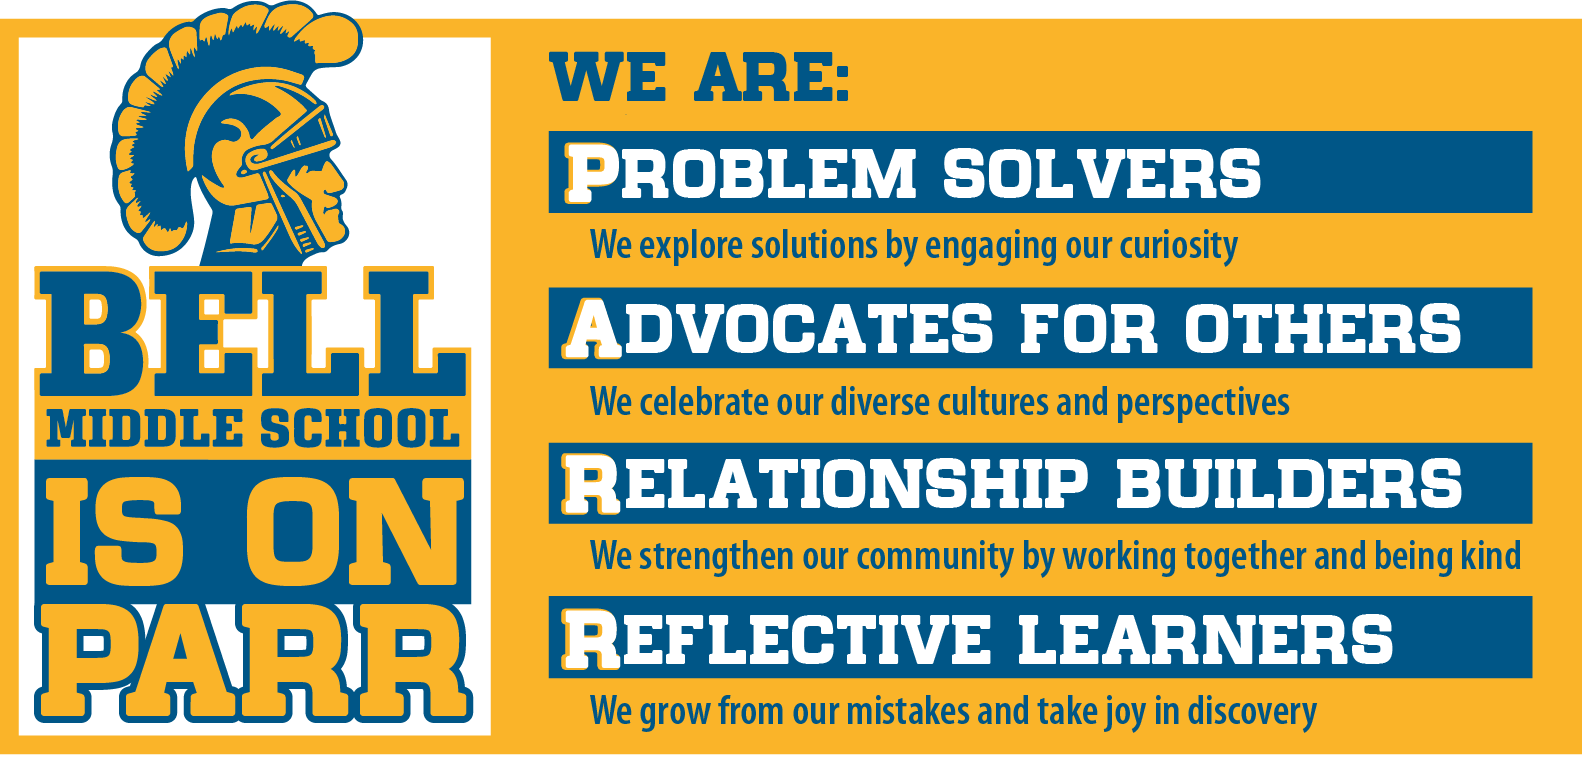 BELL
MIDDLE SCHOOL
IS ON
PARR
WE ARE:
PROBLEM SOLVERS
We explore solutions by engaging our curiosity
ADVOCATES FOR OTHERS
We celebrate our diverse cultures and perspectives
RELATIONSHIP BUILDERS
We strengthen our community by working together and being kind
REFLECTIVE LEARNERS
We grow from our mistakes and take joy in discovery